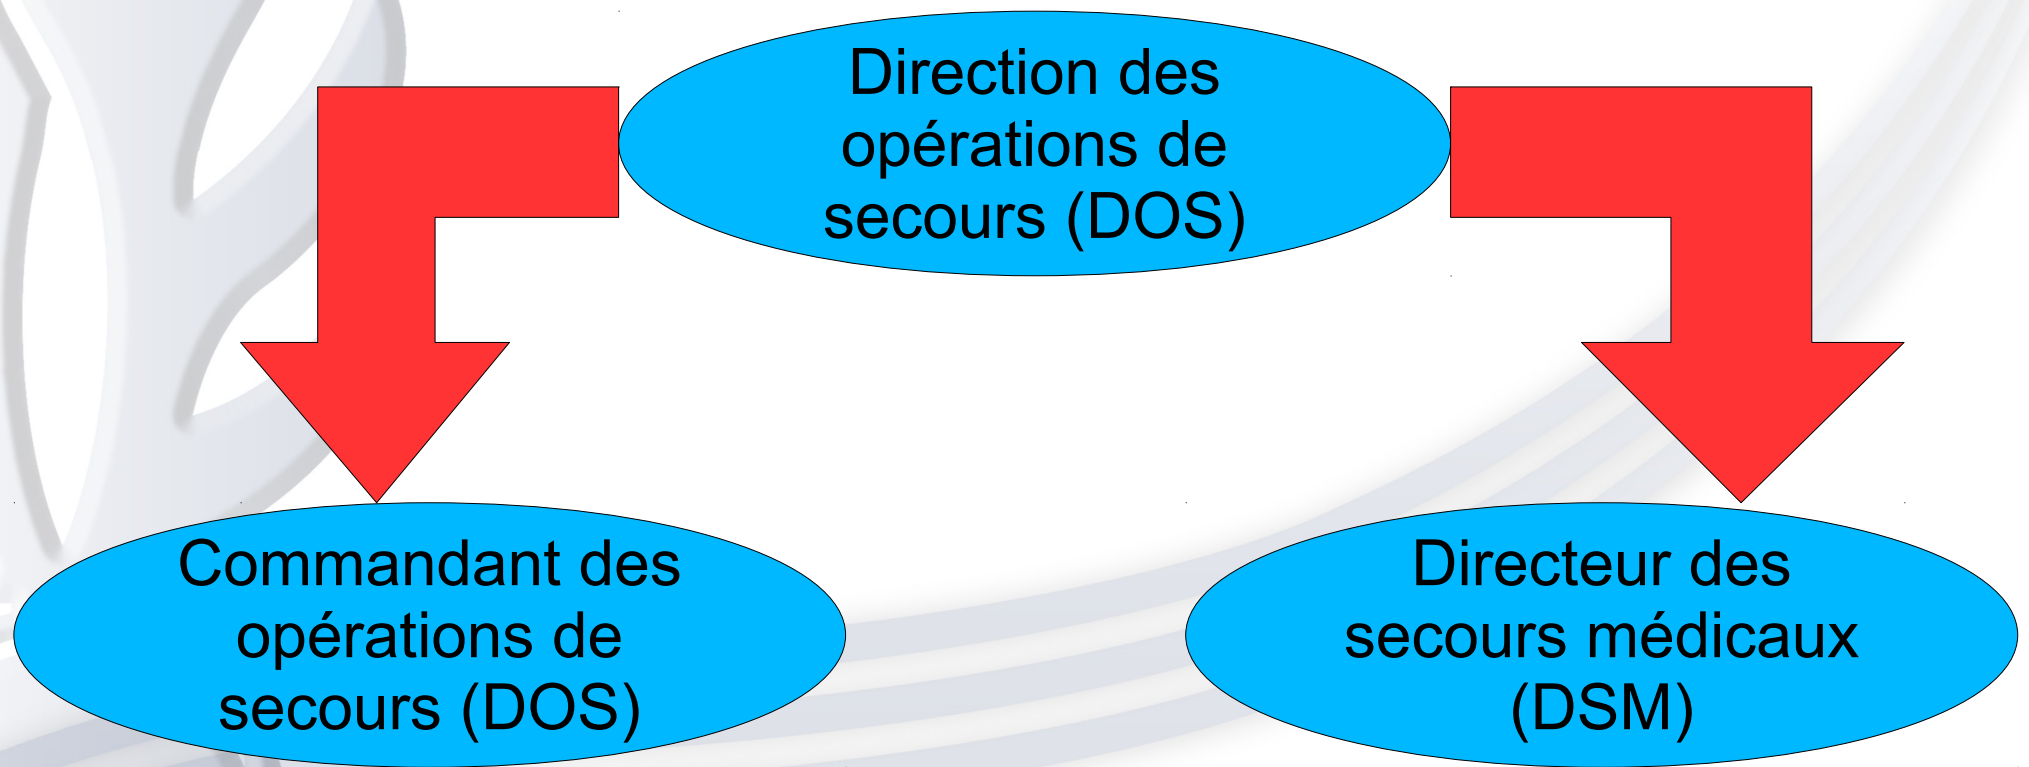 Direction des
opérations de
secours (DOS)
Commandant des
opérations de
secours (DOS)
Directeur des
secours médicaux
(DSM)